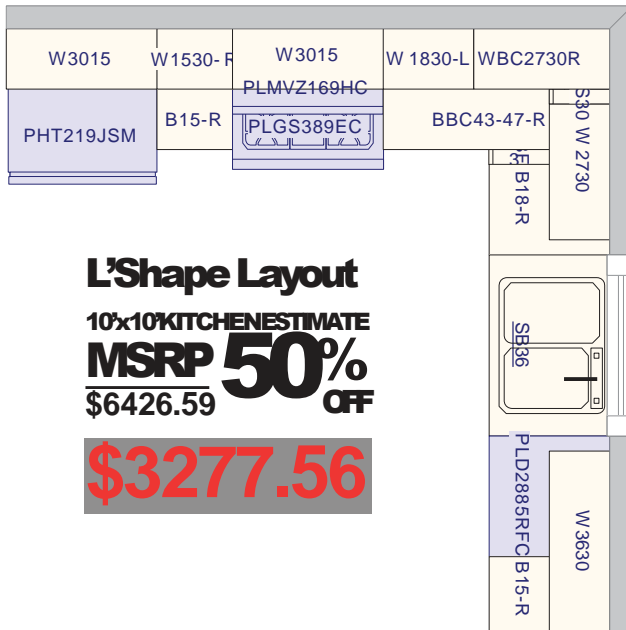 W3015
W1530- R
W3015
W 1830-L
WBC2730R
PLMVZ169HC
PHT219JSM
B15-R
PLGS389EC
BBC43-47-R
S30 W 2730
B18-R
L'Shape Layout
10'x10'KITCHENESTIMATE
MSRP 50%
$6426.59 OFF
$3277.56
SB36
PLD2885RFC B15-R
W3630